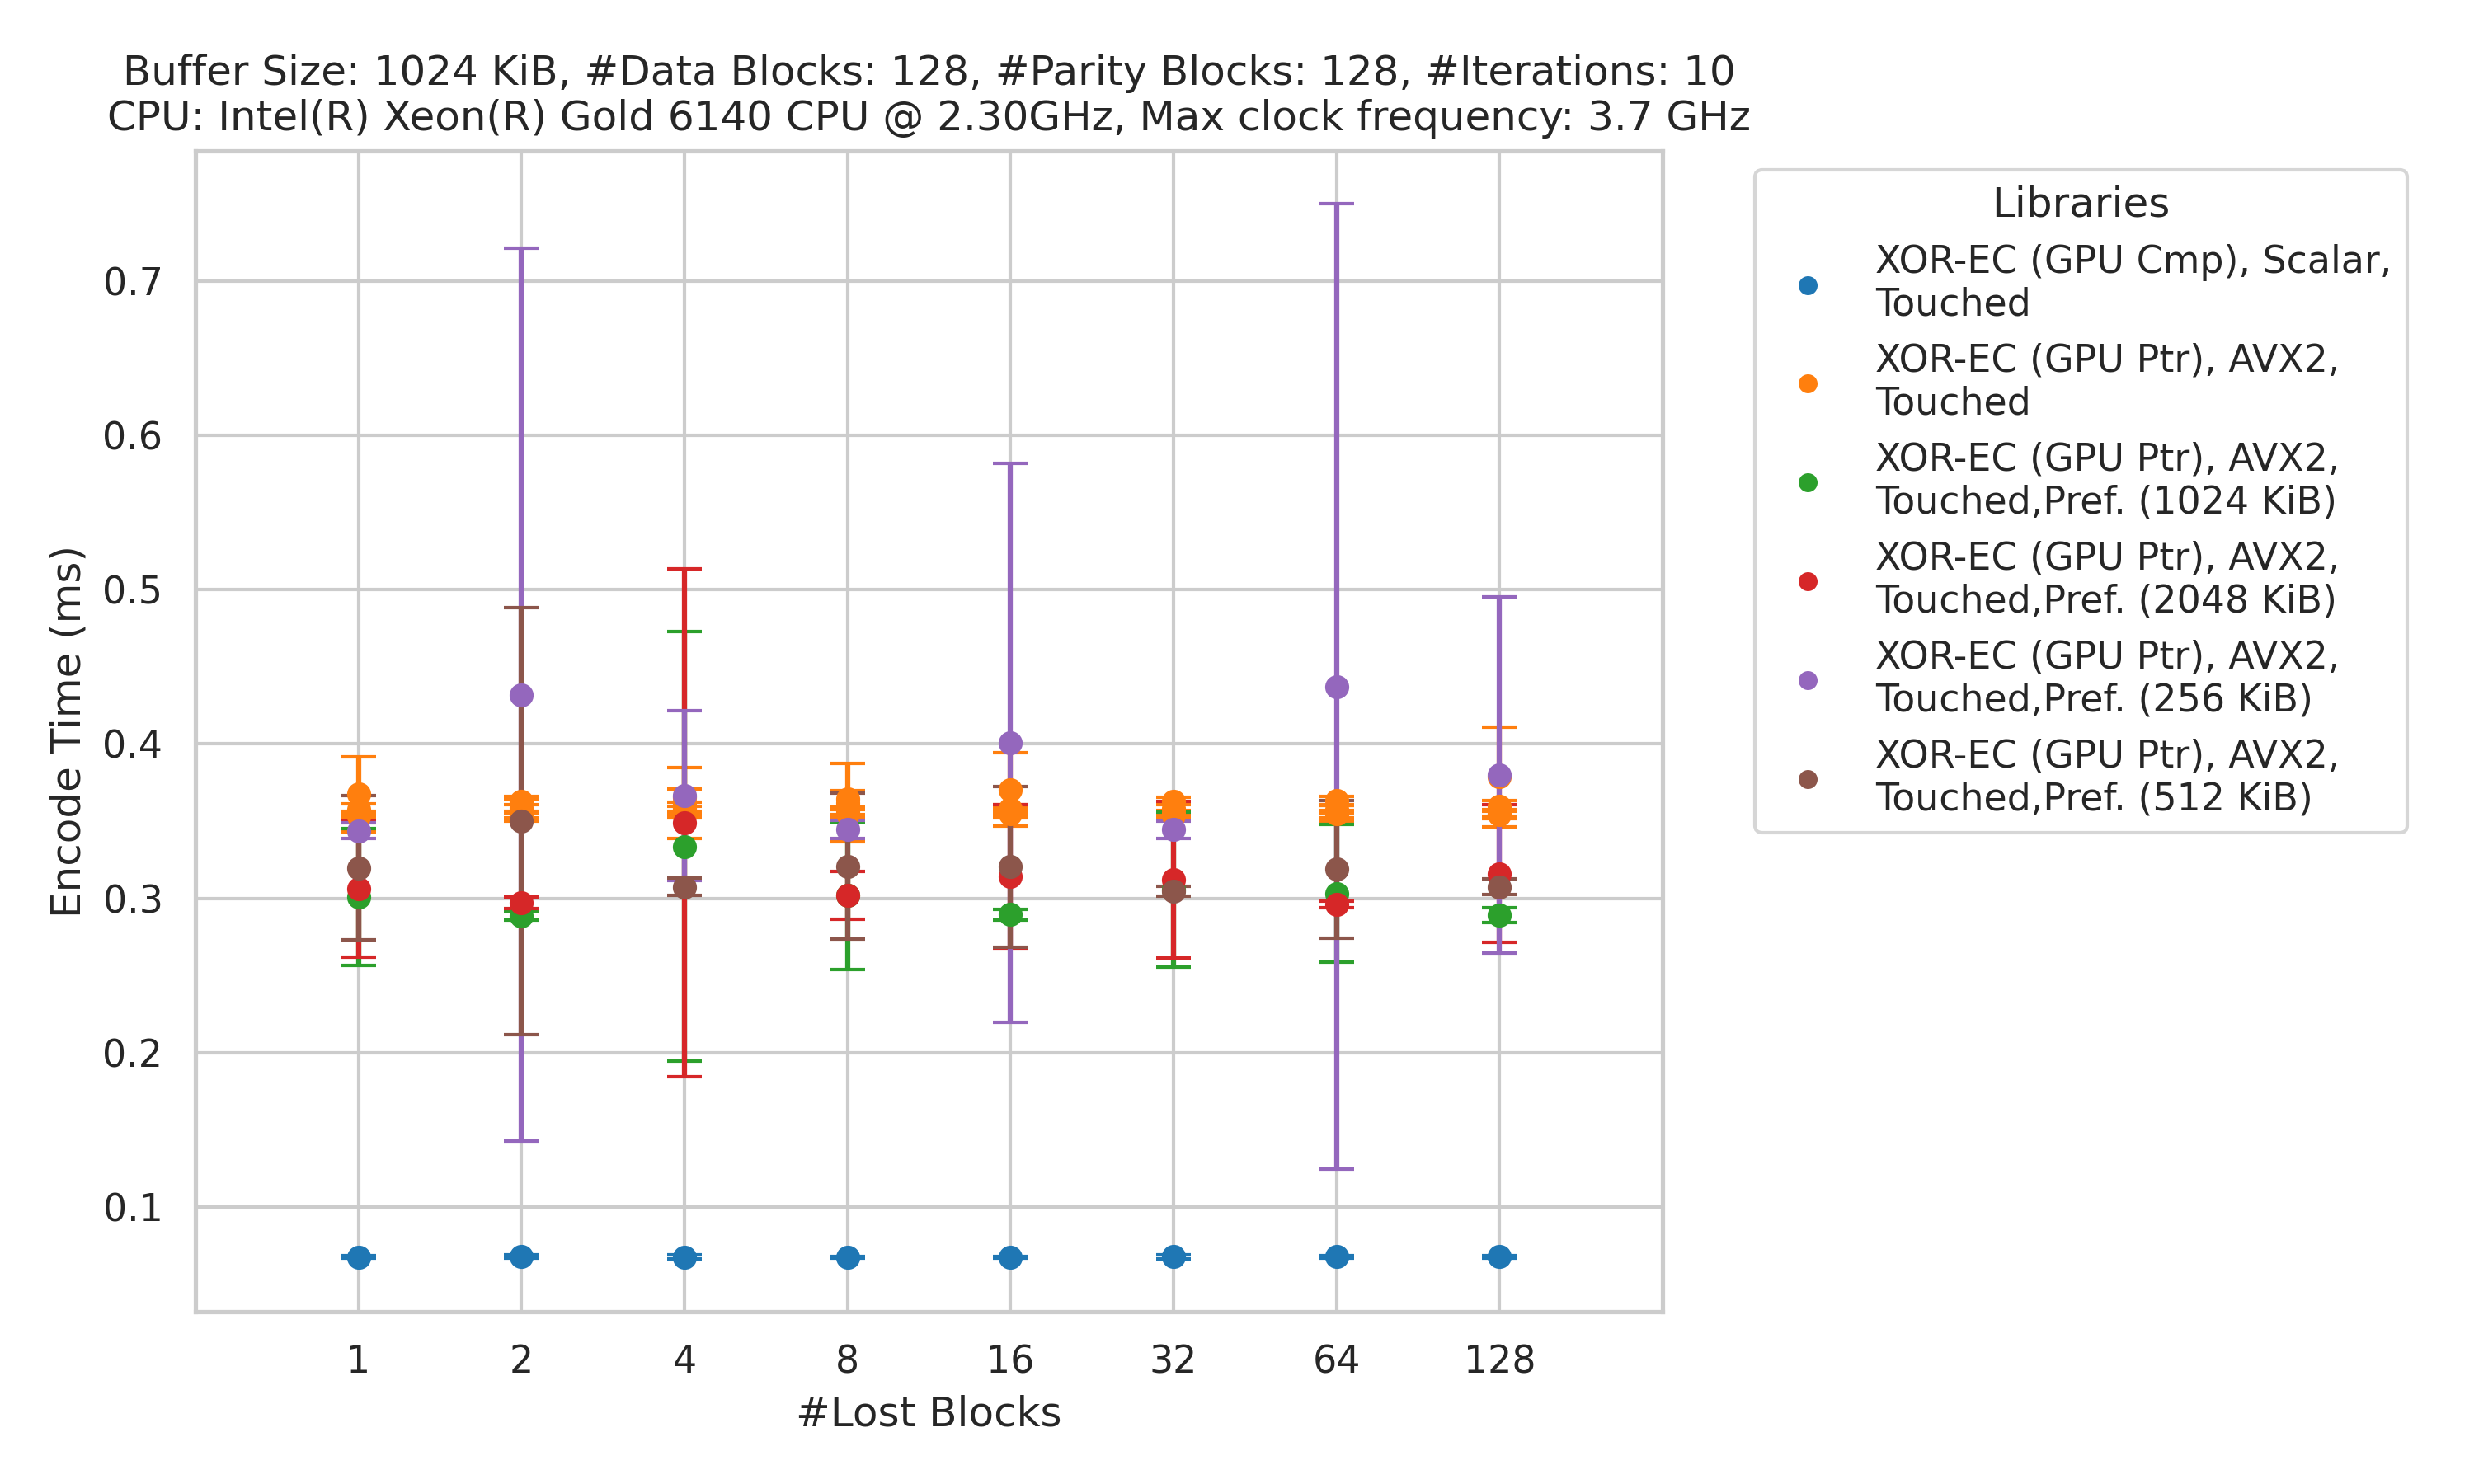 Buffer Size: 1024 KiB, #Data Blocks: 128, #Parity Blocks: 128, #Iterations: 10
CPU: Intel(R) Xeon(R) Gold 6140 CPU @ 2.30GHz, Max clock frequency: 3.7 GHz
Encode Time (ms)
0.7
0.6
0.5
0.4
0.3
0.2
0.1
1 2 4 8 16 32 64 128
#Lost Blocks
Libraries
XOR-EC (GPU Cmp), Scalar,
Touched
XOR-EC (GPU Ptr), AVX2,
Touched
XOR-EC (GPU Ptr), AVX2,
Touched,Pref. (1024 KiB)
XOR-EC (GPU Ptr), AVX2,
Touched,Pref. (2048 KiB)
XOR-EC (GPU Ptr), AVX2,
Touched,Pref. (256 KiB)
XOR-EC (GPU Ptr), AVX2,
Touched,Pref. (512 KiB)